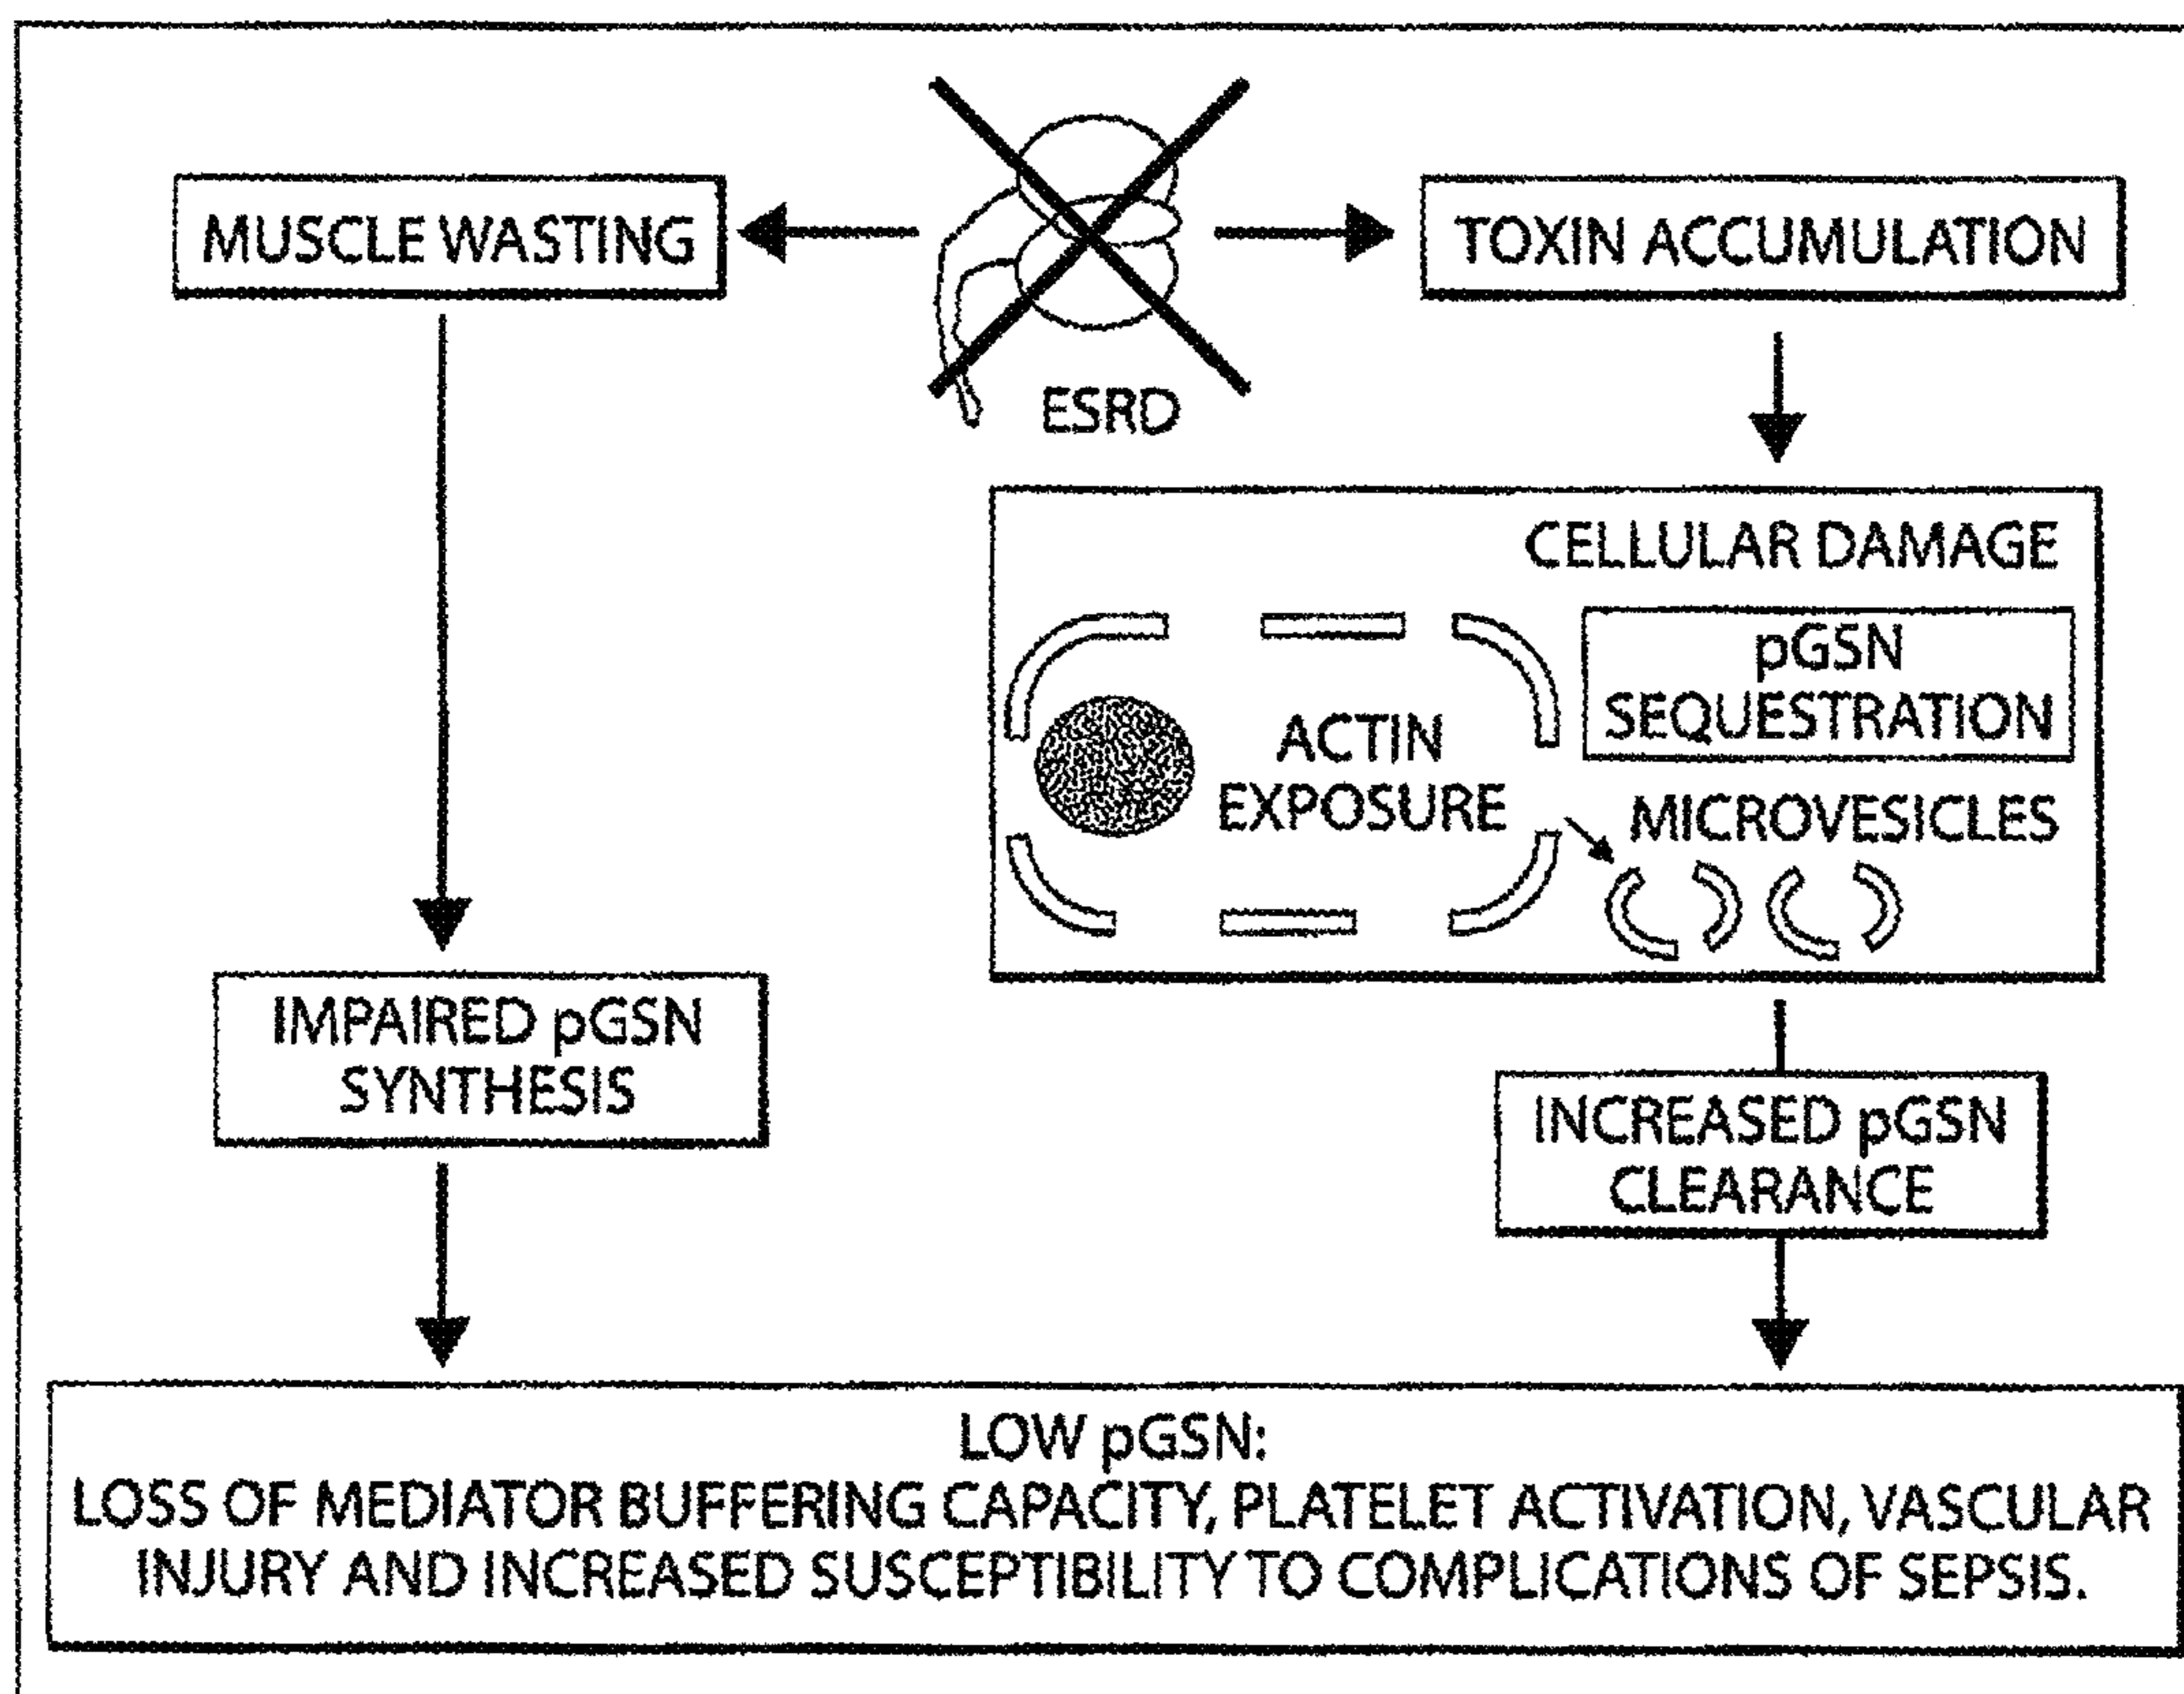 MUSCLE WASTING
ESRD
TOXIN ACCUMULATION
CELLULAR DAMAGE
pGSN
SEQUESTRATION
ACTIN
EXPOSURE
MICROVESICLES
IMPAIRED pGSN
SYNTHESIS
INCREASED pGSN
CLEARANCE
LOW pGSN:
LOSS OF MEDIATOR BUFFERING CAPACITY, PLATELET ACTIVATION, VASCULAR
INJURY AND INCREASED SUSCEPTIBILITY TO COMPLICATIONS OF SEPSIS.